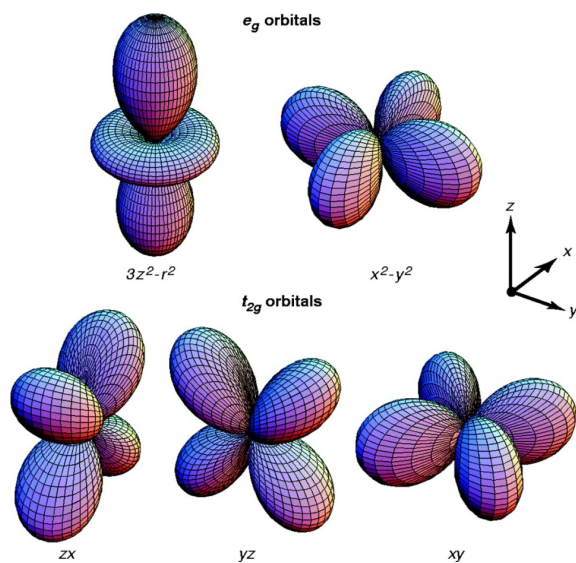 e_g orbitals
3z²-r²
x²-y²
z
x
y
t_2g orbitals
zx
yz
xy